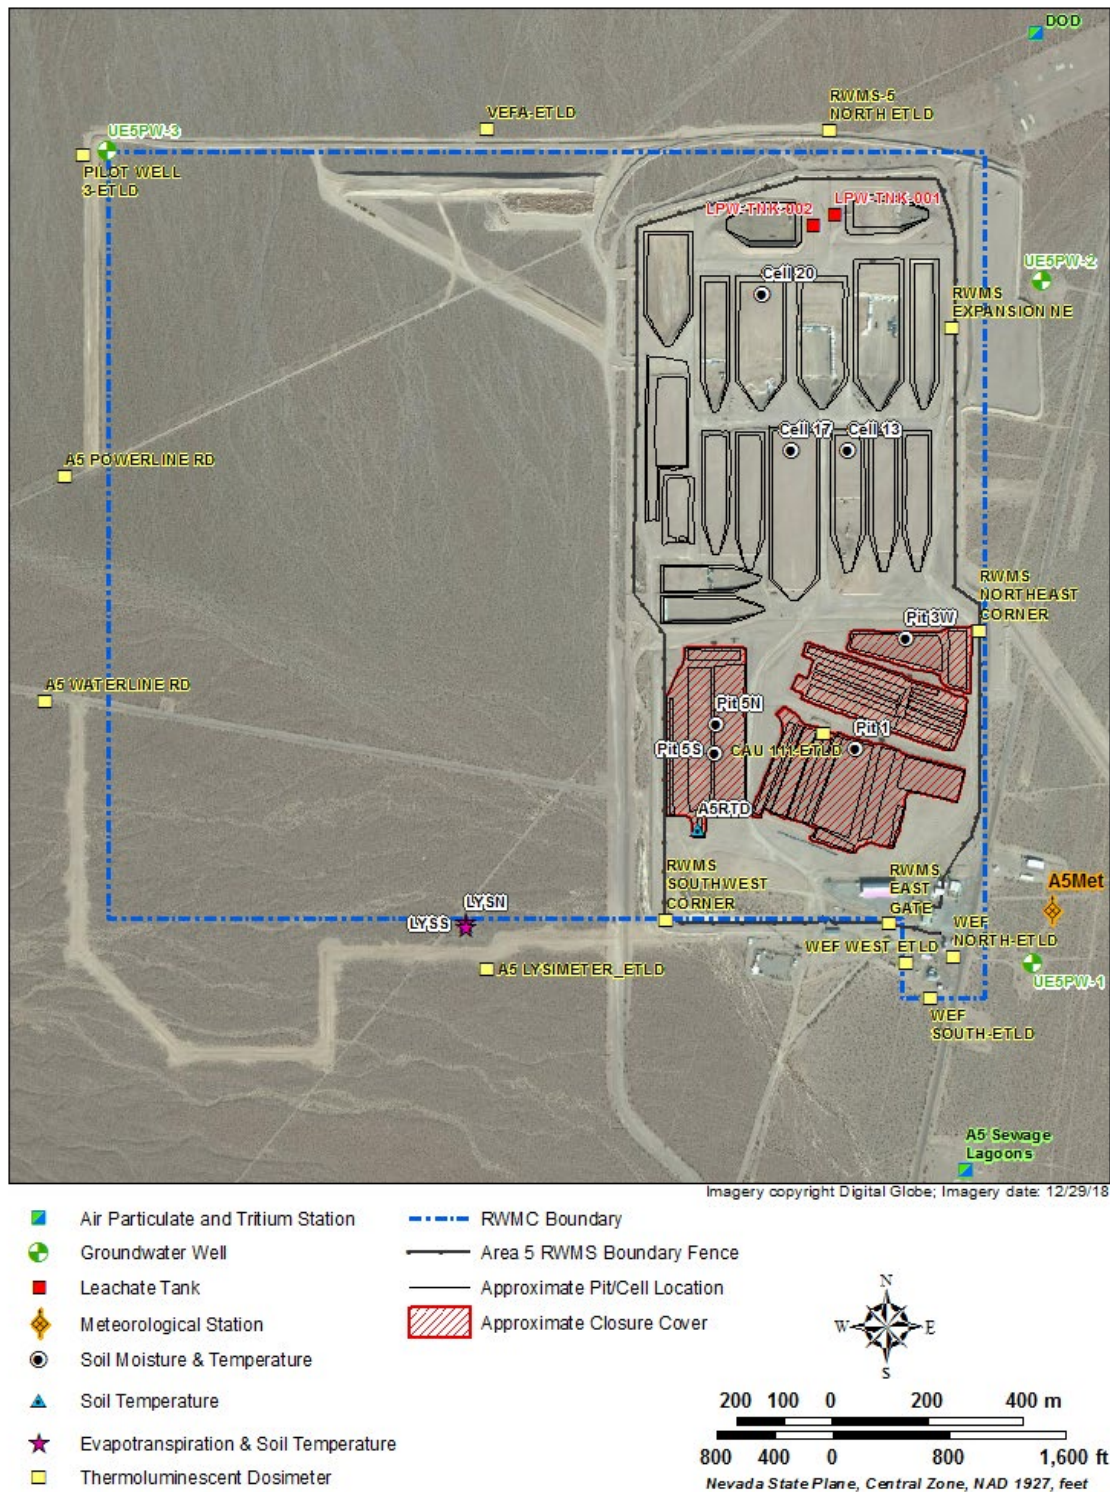 DOD
RWMS-5
NORTH ETLD
VEFA-ETLD
UE5PW-3
PILOT WELL
3-ETLD
LPW-TNK-002
LPW-TNK-001
UE5PW-2
Cell 20
RWMS
EXPANSION NE
Cell 17
Cell 13
A5 POWERLINE RD
RWMS
NORTHEAST
CORNER
Pit 3W
A5 WATERLINE RD
Pit 5N
Pit 1
Pit 5S
CAU 111-ETLD
A5RTD
RWMS
SOUTHWEST
CORNER
RWMS
EAST
GATE
A5Met
LYSN
LYSS
WEF
NORTH-ETLD
WEF WEST ETLD
A5 LYSIMETER_ETLD
UE5PW-1
WEF
SOUTH-ETLD
A5 Sewage
Lagoons
Imagery copyright Digital Globe; Imagery date: 12/29/18
Air Particulate and Tritium Station
Groundwater Well
Leachate Tank
Meteorological Station
Soil Moisture & Temperature
Soil Temperature
Evapotranspiration & Soil Temperature
Thermoluminescent Dosimeter
RWMC Boundary
Area 5 RWMS Boundary Fence
Approximate Pit/Cell Location
Approximate Closure Cover
N
W E
S
200 100 0 200 400 m
800 400 0 800 1,600 ft
Nevada State Plane, Central Zone, NAD 1927, feet